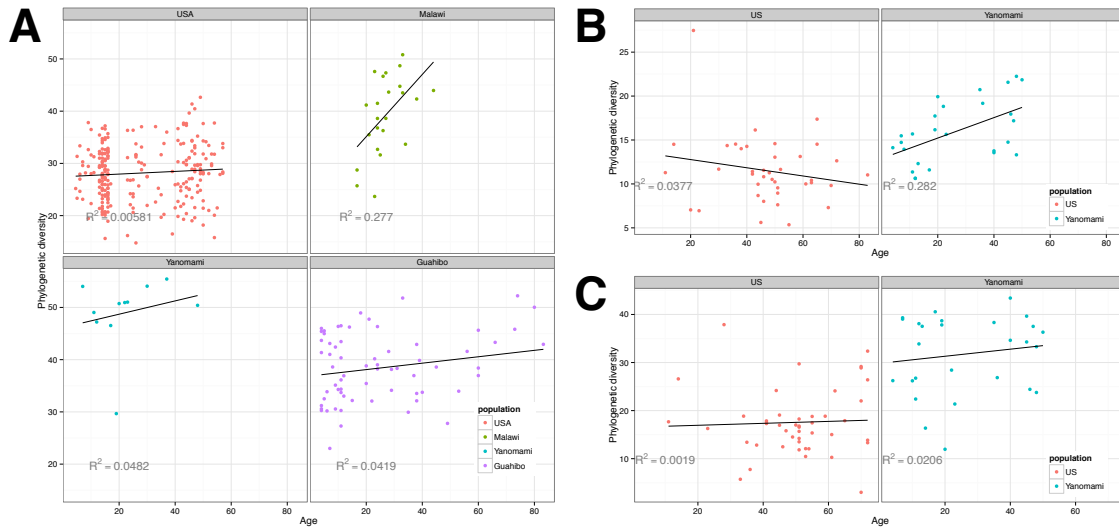 A
USA
Malawi
50
40
30
20
R² = 0.00581
R² = 0.277
Phylogenetic diversity
Yanomami
Guahibo
50
40
30
20
R² = 0.0482
R² = 0.0419
population
USA
Malawi
Yanomami
Guahibo
20 40 60 80 20 40 60 80
Age
B
US
Yanomami
25
20
15
10
5
Phylogenetic diversity
R² = 0.0377
R² = 0.282
population
US
Yanomami
20 40 60 80 20 40 60 80
Age
C
US
Yanomami
40
30
20
10
Phylogenetic diversity
R² = 0.0019
R² = 0.0206
population
US
Yanomami
20 40 60 80 20 40 60 80
Age